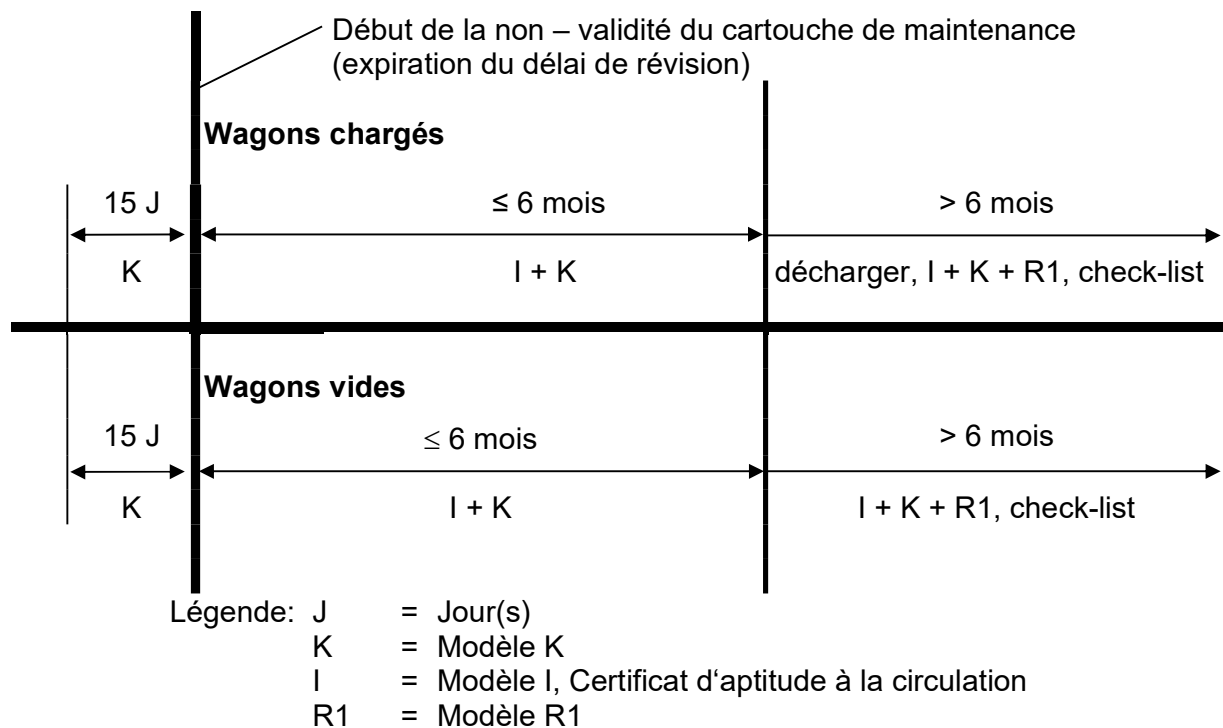 Début de la non – validité du cartouche de maintenance
(expiration du délai de révision)
Wagons chargés
15 J ≤ 6 mois > 6 mois
K I + K décharger, I + K + R1, check-list
Wagons vides
15 J ≤ 6 mois > 6 mois
K I + K I + K + R1, check-list
Légende: J = Jour(s)
K = Modèle K
I = Modèle I, Certificat d‘aptitude à la circulation
R1 = Modèle R1